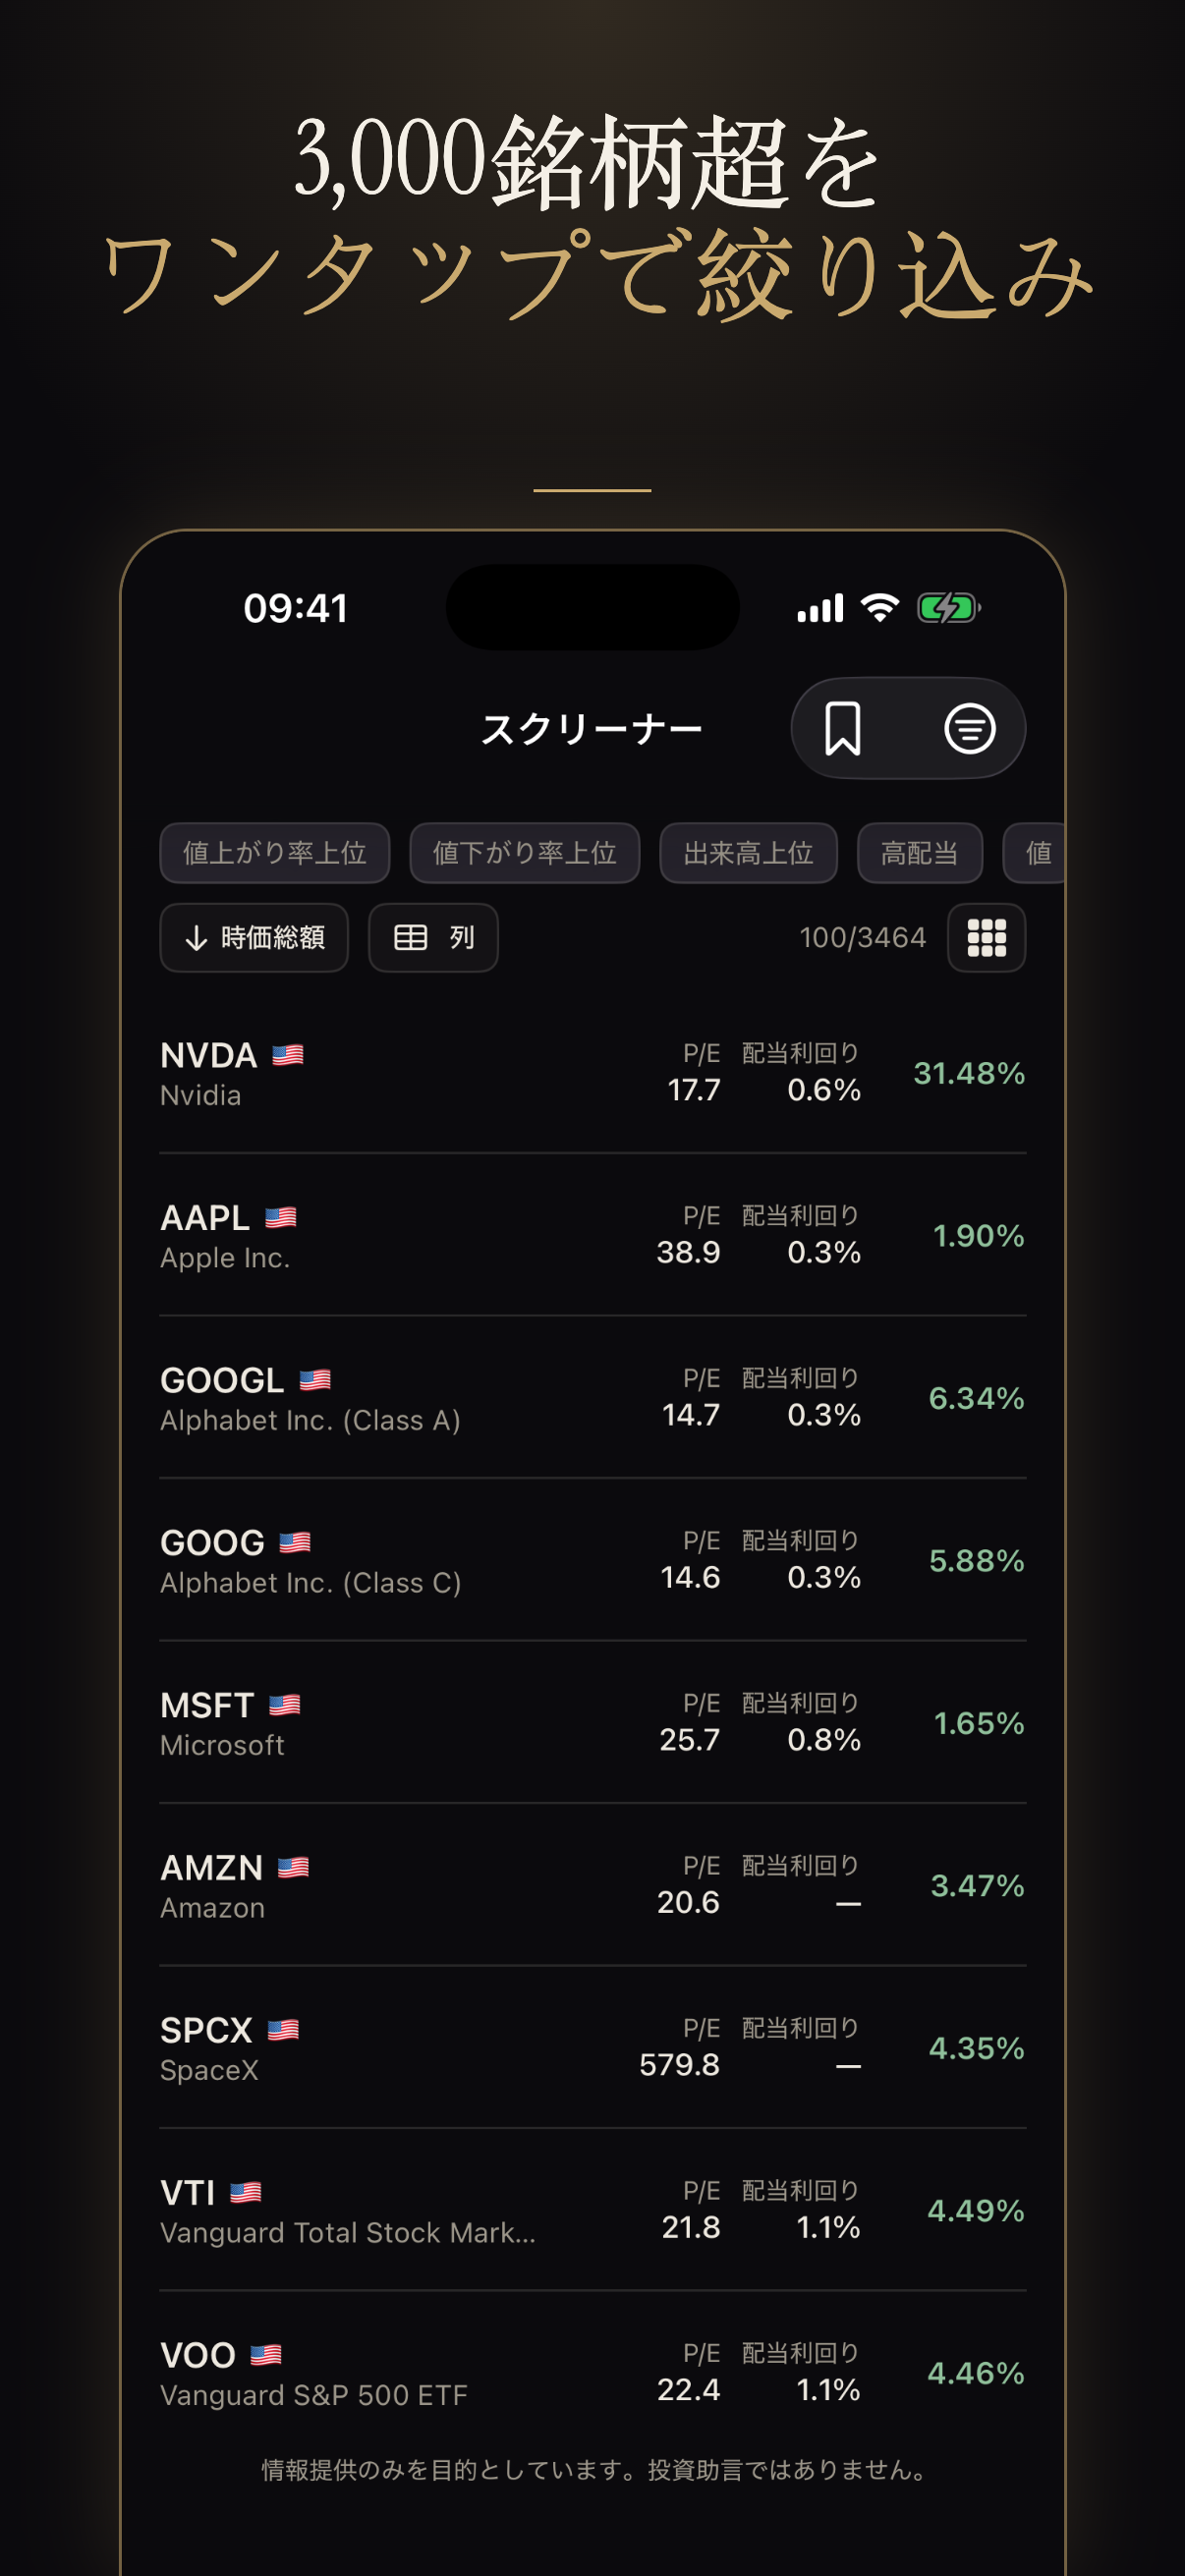 3,000銘柄超を
ワンタップで絞り込み
09:41
スクリーナー
値上がり率上位 値下がり率上位 出来高上位 高配当 値
↓ 時価総額 列 100/3464
NVDA 🇺🇸 P/E 配当利回り
Nvidia 17.7 0.6% 31.48%
AAPL 🇺🇸 P/E 配当利回り
Apple Inc. 38.9 0.3% 1.90%
GOOGL 🇺🇸 P/E 配当利回り
Alphabet Inc. (Class A) 14.7 0.3% 6.34%
GOOG 🇺🇸 P/E 配当利回り
Alphabet Inc. (Class C) 14.6 0.3% 5.88%
MSFT 🇺🇸 P/E 配当利回り
Microsoft 25.7 0.8% 1.65%
AMZN 🇺🇸 P/E 配当利回り
Amazon 20.6 — 3.47%
SPCX 🇺🇸 P/E 配当利回り
SpaceX 579.8 — 4.35%
VTI 🇺🇸 P/E 配当利回り
Vanguard Total Stock Mark... 21.8 1.1% 4.49%
VOO 🇺🇸 P/E 配当利回り
Vanguard S&P 500 ETF 22.4 1.1% 4.46%
情報提供のみを目的としています。投資助言ではありません。